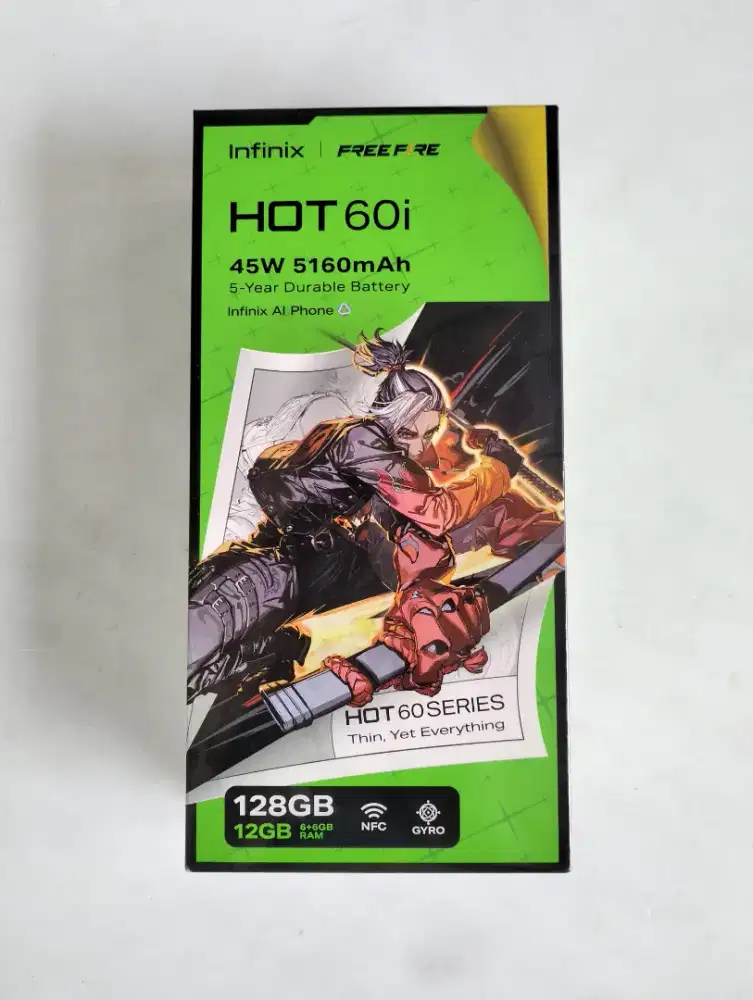 Infinix | FREE FIRE
HOT 60i
45W 5160mAh
5-Year Durable Battery
Infinix AI Phone
HOT 60 SERIES
Thin, Yet Everything
128GB
12GB 6+6GB RAM
NFC
GYRO